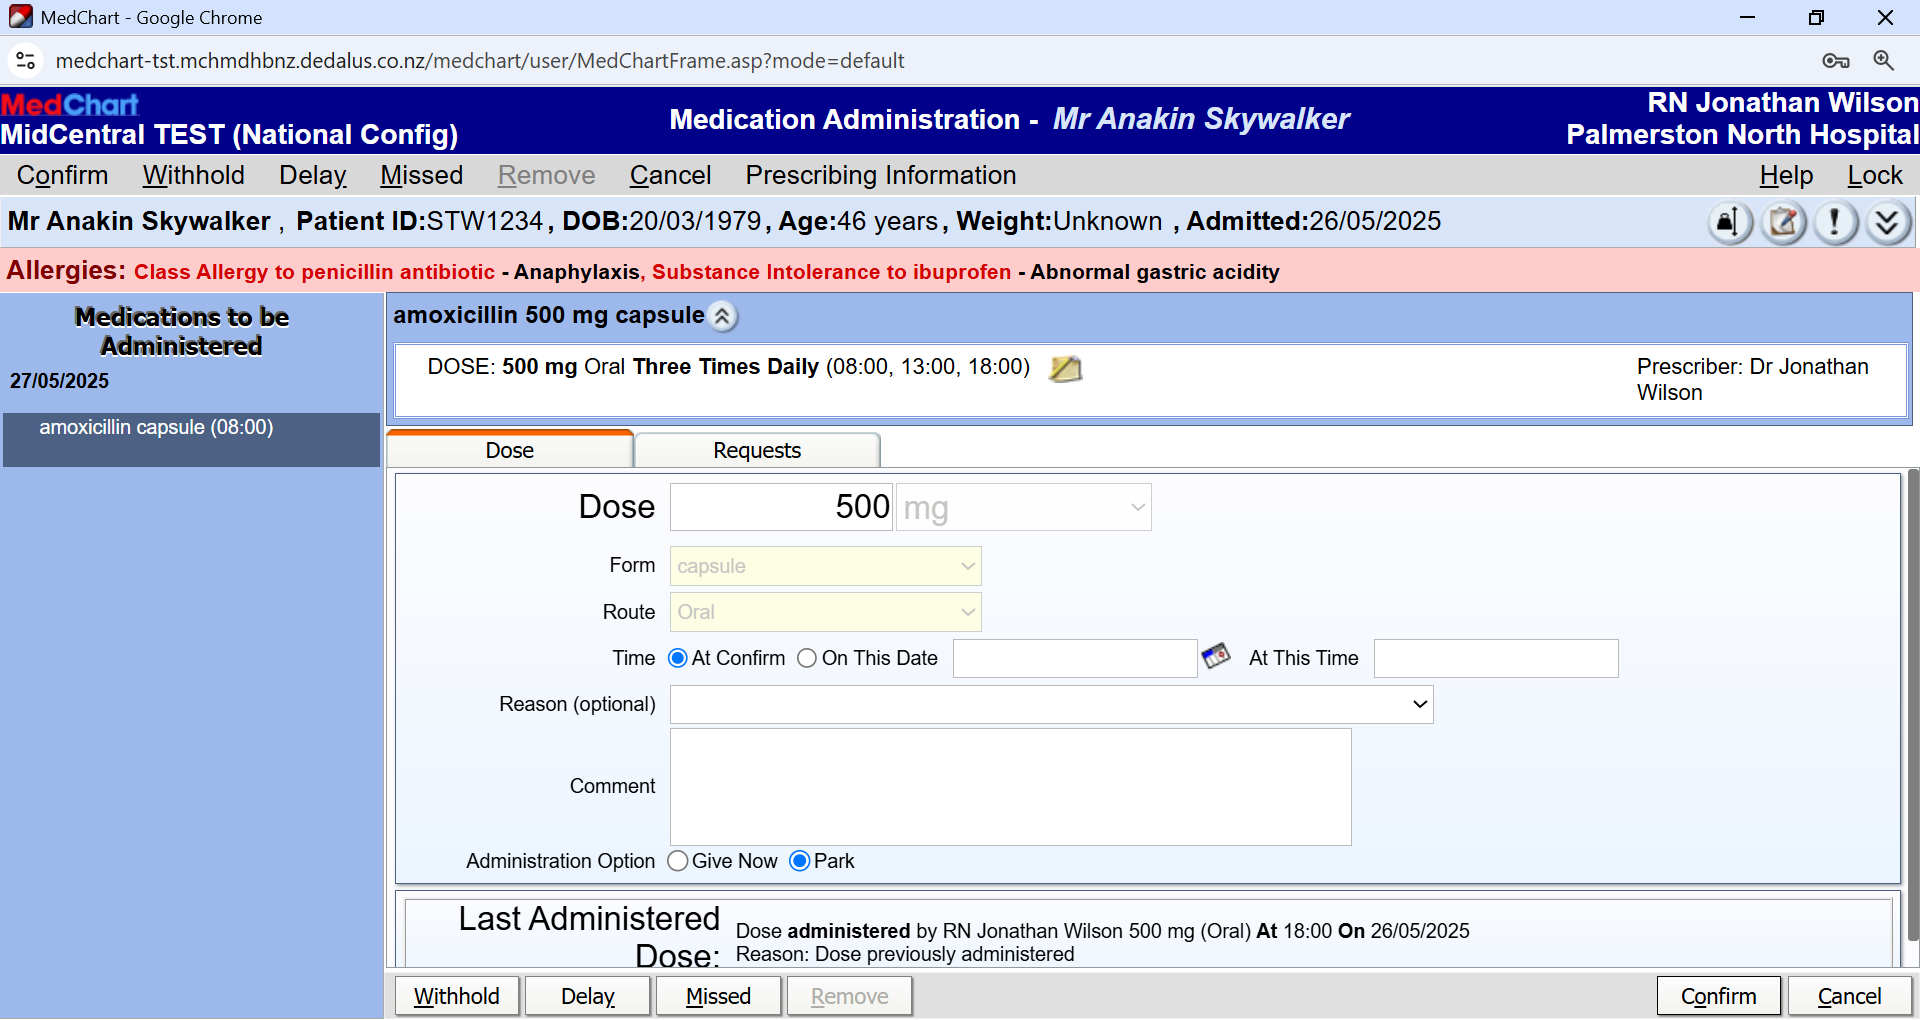 MedChart - Google Chrome
medchart-tst.mchmdhbnz.dedalus.co.nz/medchart/user/MedChartFrame.asp?mode=default
MedChart
MidCentral TEST (National Config)
Medication Administration - Mr Anakin Skywalker
RN Jonathan Wilson
Palmerston North Hospital
Confirm Withhold Delay Missed Remove Cancel Prescribing Information Help Lock
Mr Anakin Skywalker , Patient ID:STW1234, DOB:20/03/1979, Age:46 years, Weight:Unknown , Admitted:26/05/2025
Allergies: Class Allergy to penicillin antibiotic - Anaphylaxis, Substance Intolerance to ibuprofen - Abnormal gastric acidity
Medications to be
Administered
27/05/2025
amoxicillin capsule (08:00)
amoxicillin 500 mg capsule
DOSE: 500 mg Oral Three Times Daily (08:00, 13:00, 18:00)
Prescriber: Dr Jonathan
Wilson
Dose Requests
Dose 500 mg
Form capsule
Route Oral
Time At Confirm On This Date At This Time
Reason (optional)
Comment
Administration Option Give Now Park
Last Administered
Dose:
Dose administered by RN Jonathan Wilson 500 mg (Oral) At 18:00 On 26/05/2025
Reason: Dose previously administered
Withhold Delay Missed Remove Confirm Cancel